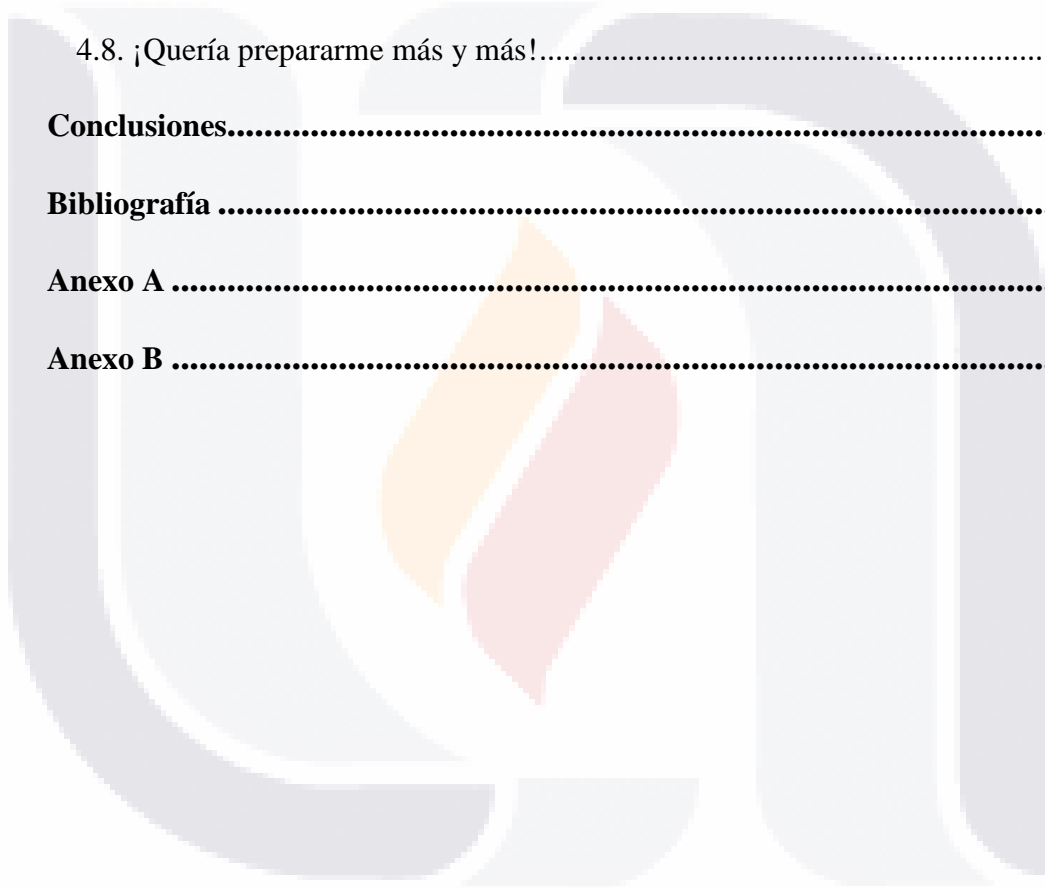 4.8. ¡Quería prepararme más y más!..............................................................
Conclusiones.......................................................................................................
Bibliografía ........................................................................................................
Anexo A ..............................................................................................................
Anexo B ..............................................................................................................